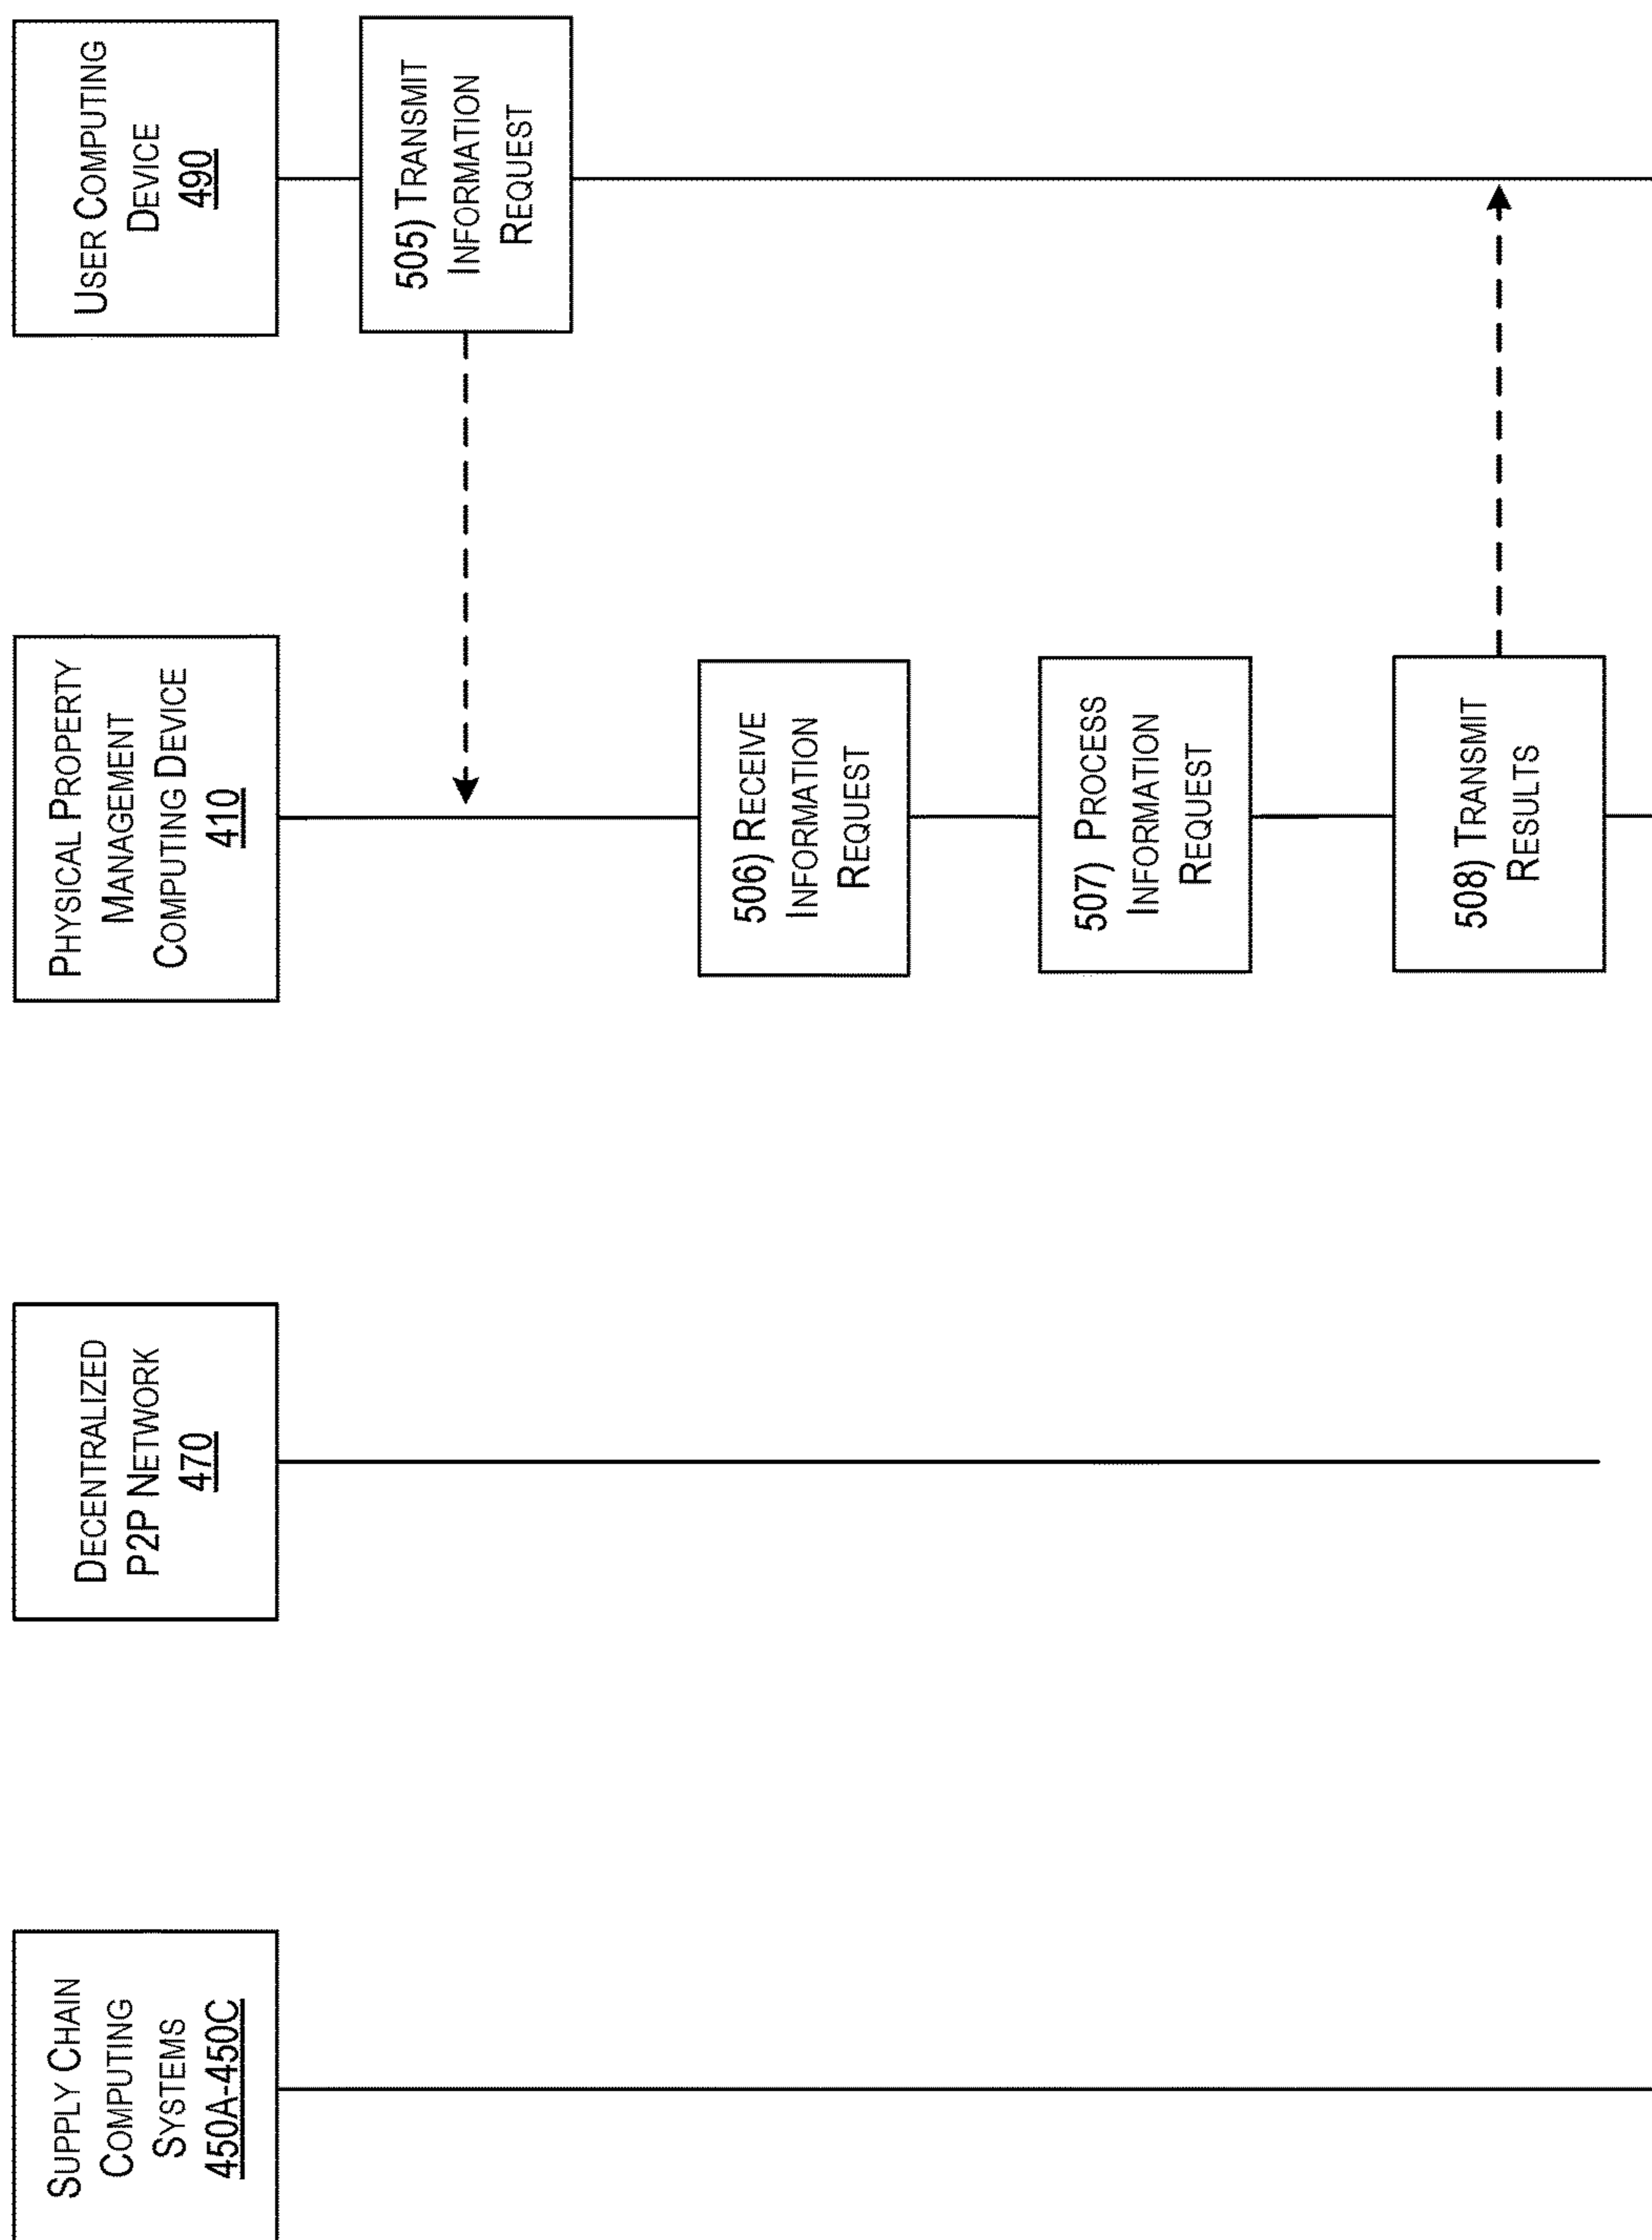 SUPPLY CHAIN
COMPUTING
SYSTEMS
450A-450C
DECENTRALIZED
P2P NETWORK
470
PHYSICAL PROPERTY
MANAGEMENT
COMPUTING DEVICE
410
USER COMPUTING
DEVICE
490
505) TRANSMIT
INFORMATION
REQUEST
506) RECEIVE
INFORMATION
REQUEST
507) PROCESS
INFORMATION
REQUEST
508) TRANSMIT
RESULTS